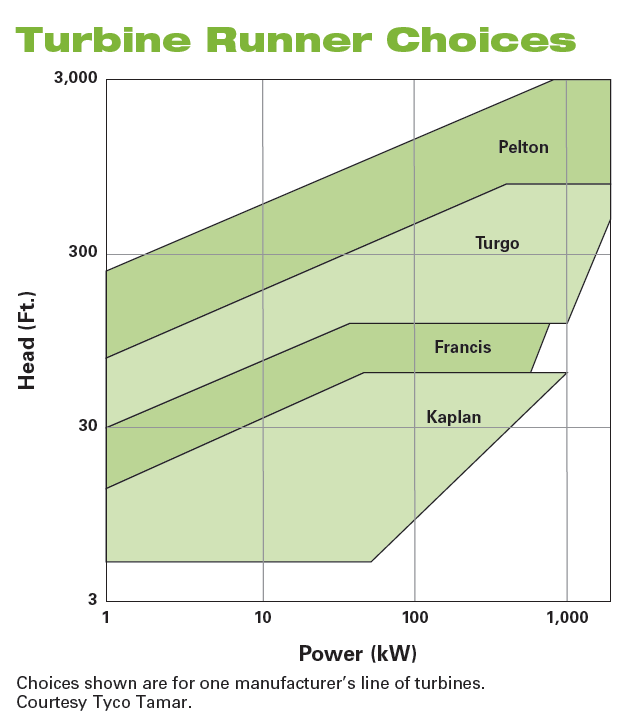 Turbine Runner Choices
3,000
300
30
3
Head (Ft.)
Pelton
Turgo
Francis
Kaplan
1
10
100
1,000
Power (kW)
Choices shown are for one manufacturer’s line of turbines.
Courtesy Tyco Tamar.